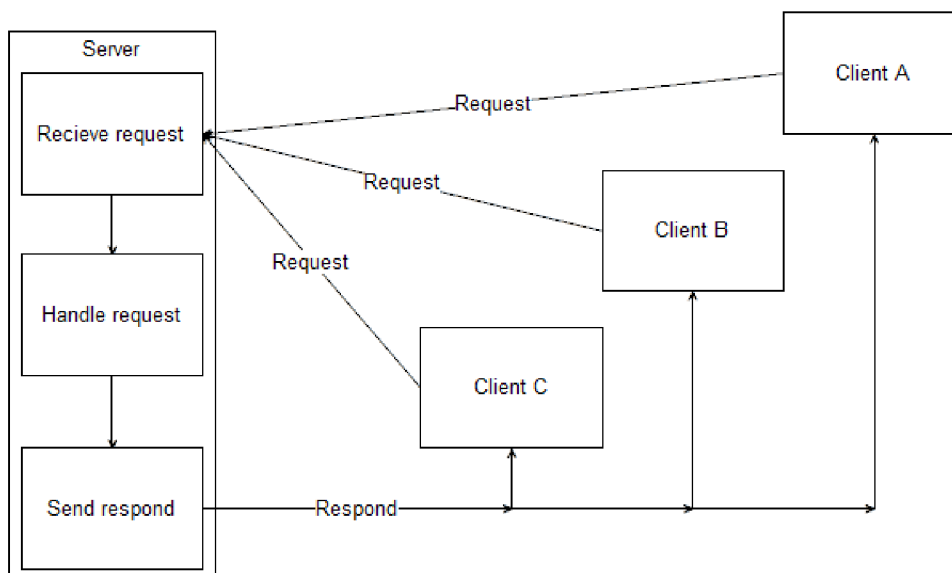 Server
Client A
Request
Recieve request
Request
Client B
Request
Handle request
Client C
Send respond
Respond